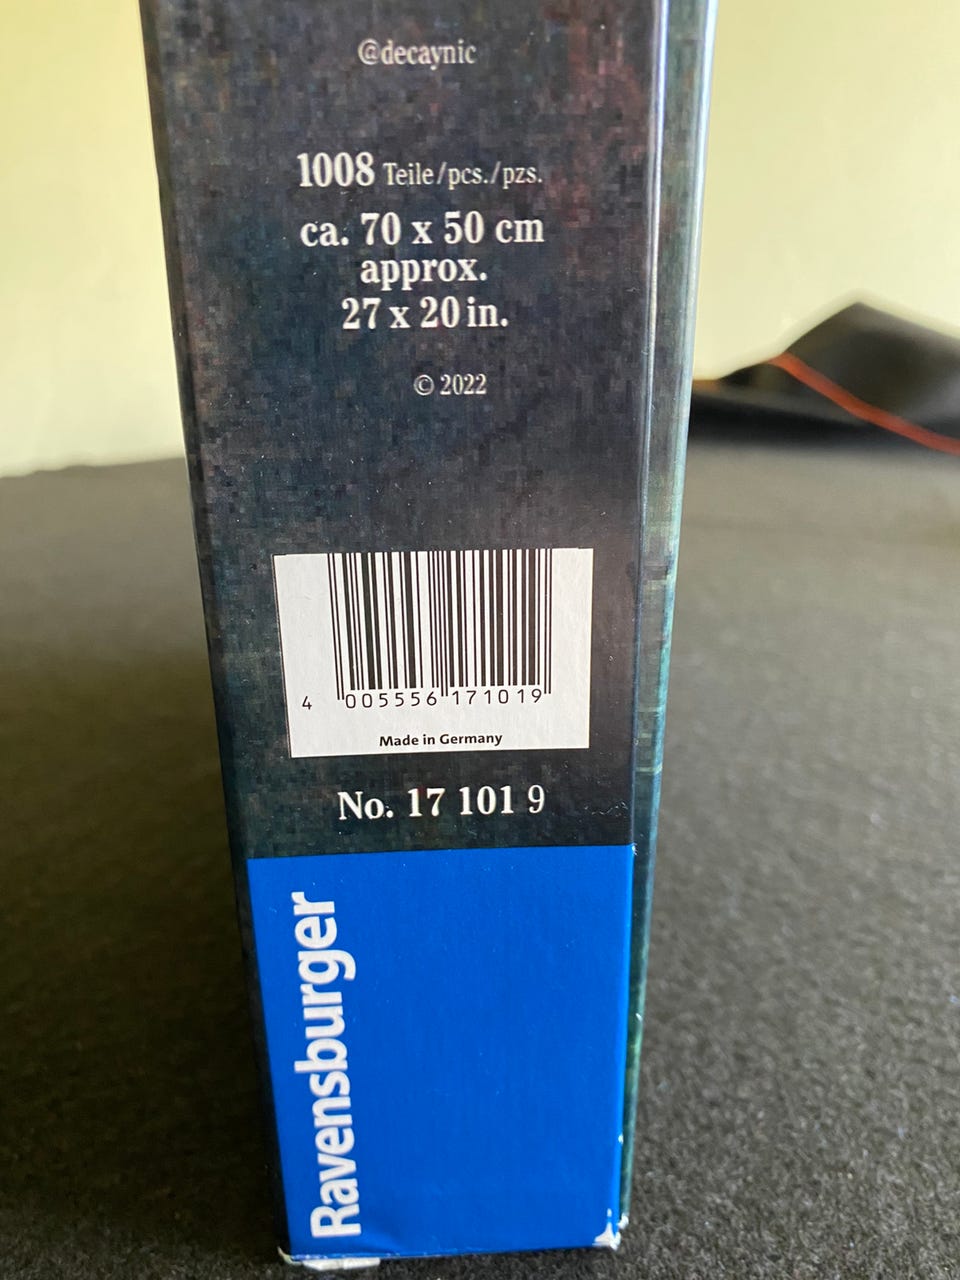 @decaynic
1008 Teile/pcs./pzs.
ca. 70 x 50 cm
approx.
27 x 20 in.
© 2022
4 005556 171019
Made in Germany
No. 17 101 9
Ravensburger